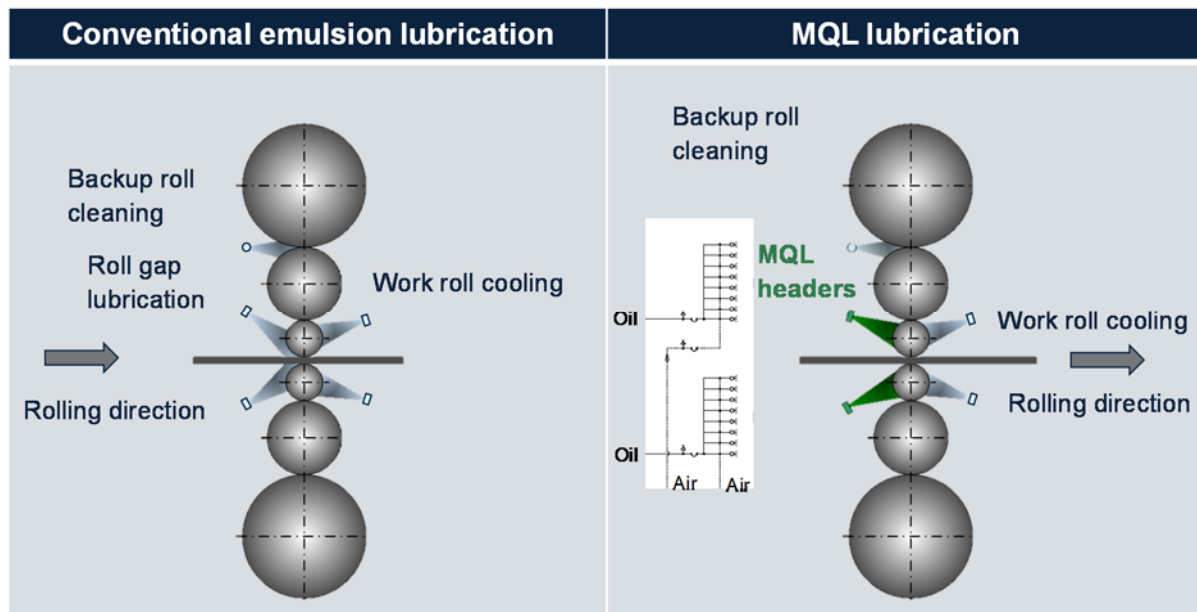 Conventional emulsion lubrication
Backup roll
cleaning
Roll gap
lubrication
Work roll cooling
Rolling direction
MQL lubrication
Backup roll
cleaning
MQL
headers
Oil
Work roll cooling
Rolling direction
Oil
Air
Air